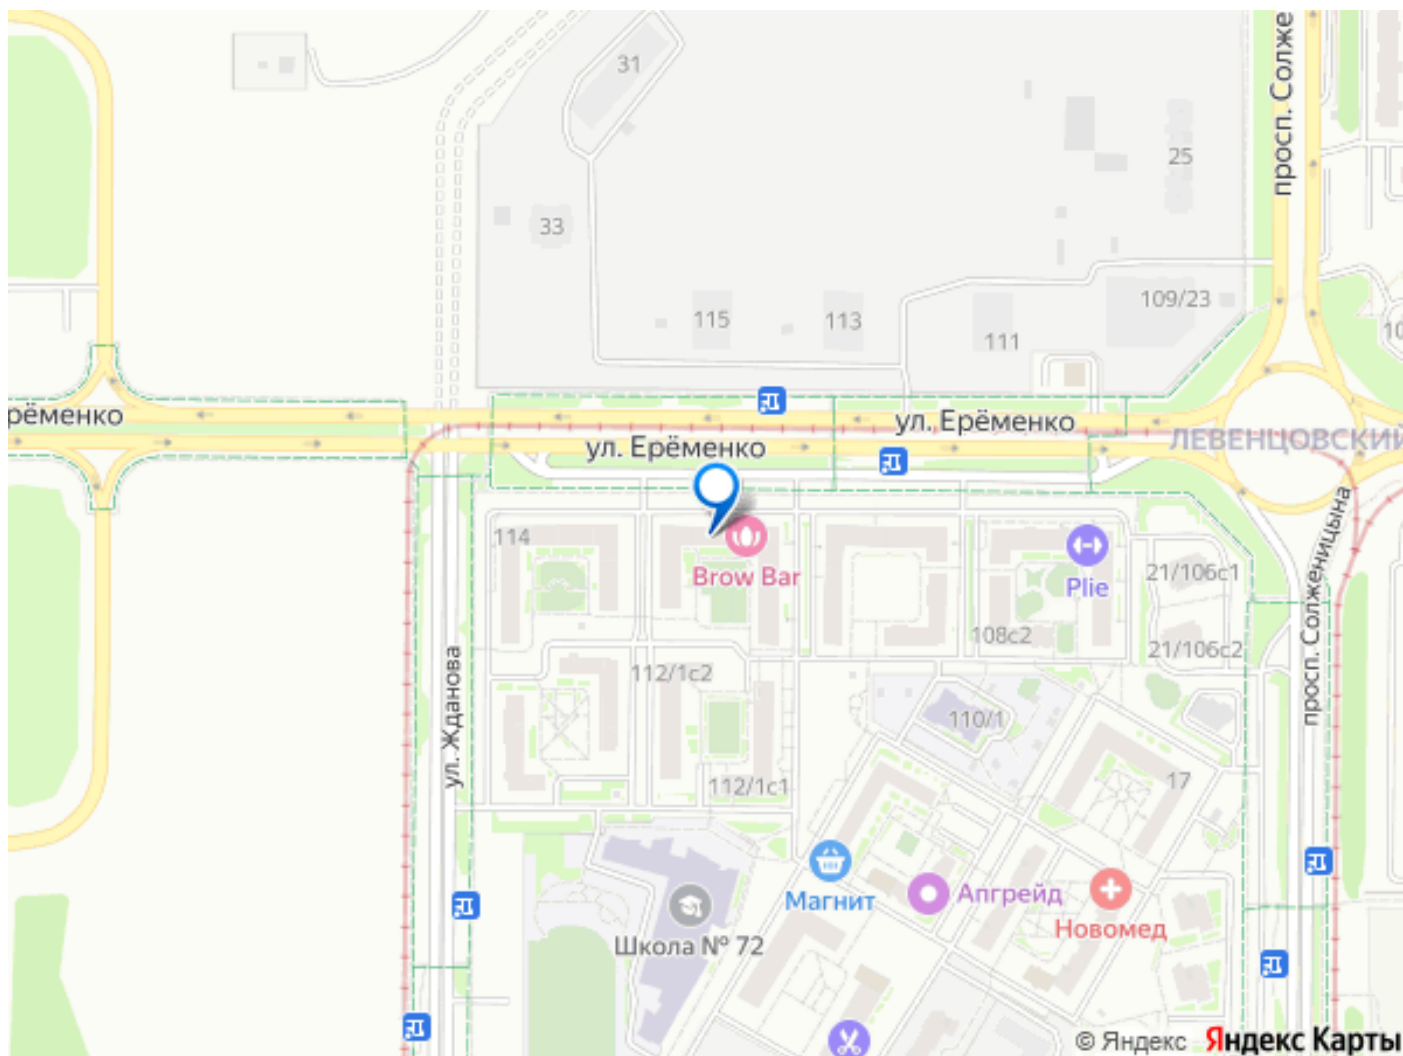 31
просп. Солже
25
33
109/23
115
113
111
10
рёменко
ул. Ерёменко
ул. Ерёменко
ЛЕВЕНЦОВСКИЙ
114
Brow Bar
Plie
21/106с1
108с2
21/106с2
просп. Солженицына
ул. Жданова
112/1с2
110/1
112/1с1
17
Магнит
Апгрейд
Новомед
Школа № 72
© Яндекс Яндекс Карты